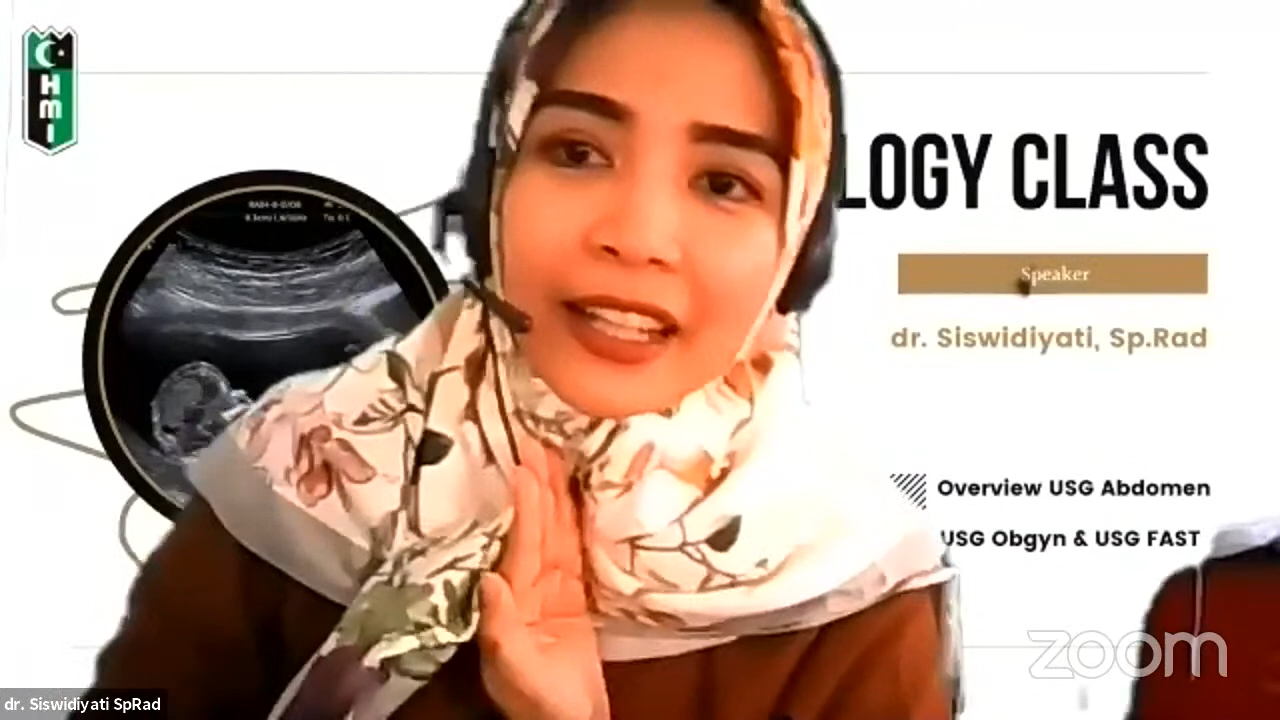 HMI
LOGY CLASS
Speaker
dr. Siswidiyati, Sp.Rad
Overview USG Abdomen
USG Obgyn & USG FAST
zoom
dr. Siswidiyati SpRad